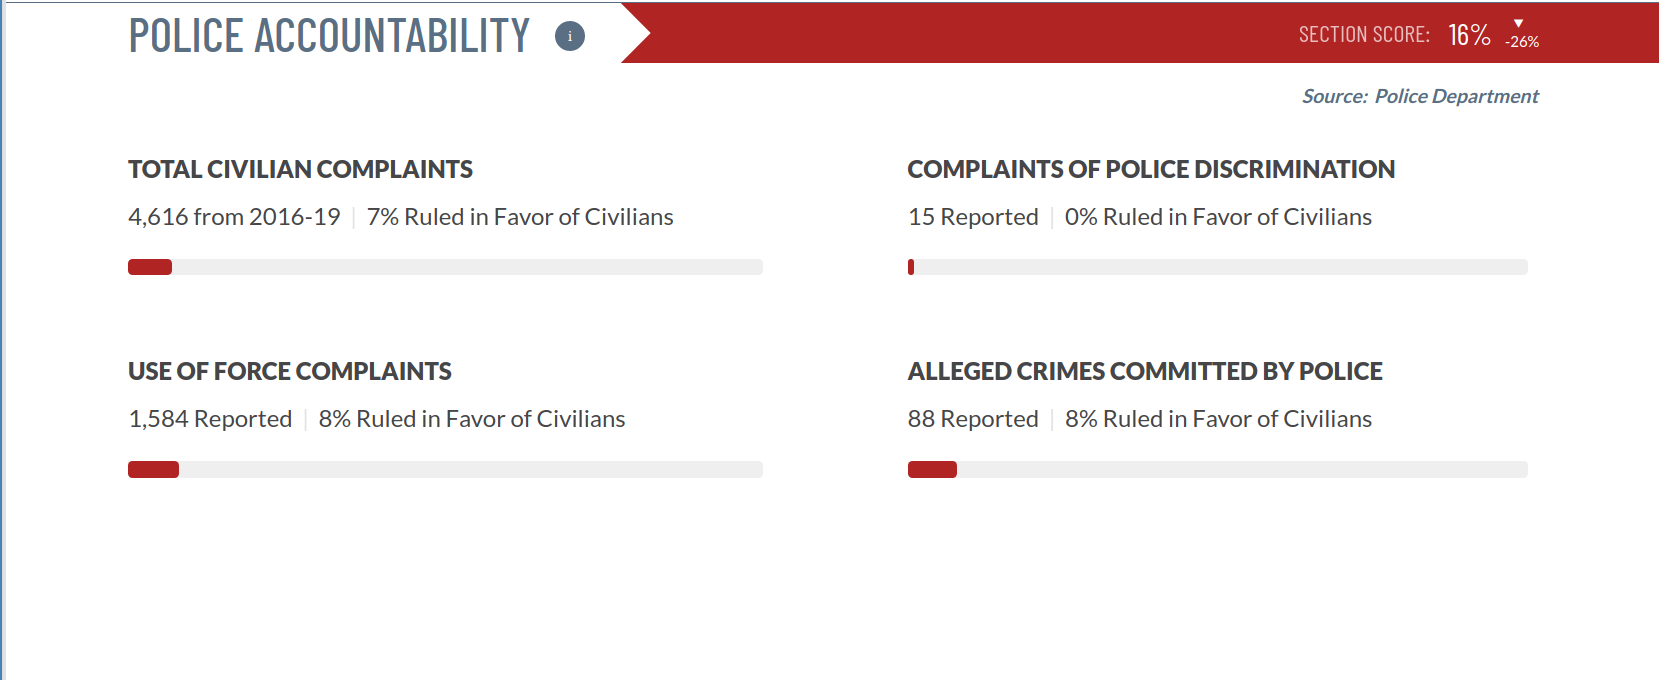 POLICE ACCOUNTABILITY i
SECTION SCORE: 16% ▼ -26%
Source: Police Department
TOTAL CIVILIAN COMPLAINTS
4,616 from 2016-19 | 7% Ruled in Favor of Civilians
COMPLAINTS OF POLICE DISCRIMINATION
15 Reported | 0% Ruled in Favor of Civilians
USE OF FORCE COMPLAINTS
1,584 Reported | 8% Ruled in Favor of Civilians
ALLEGED CRIMES COMMITTED BY POLICE
88 Reported | 8% Ruled in Favor of Civilians